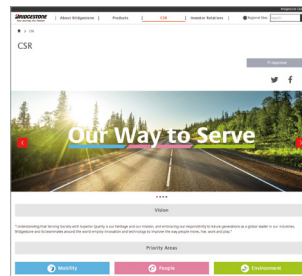 BRIDGESTONE
About Bridgestone
Products
CSR
Investor Relations
Regional Sites
Search
> CSR
CSR
Our Way to Serve
Vision
"Understanding that Serving Society with Superior Quality is our heritage and our mission, and embracing our responsibility to future generations as a global leader in our industries,
Bridgestone and its teammates around the world employ innovation and technology to improve the way people move, live, work and play."
Priority Areas
Mobility
People
Environment